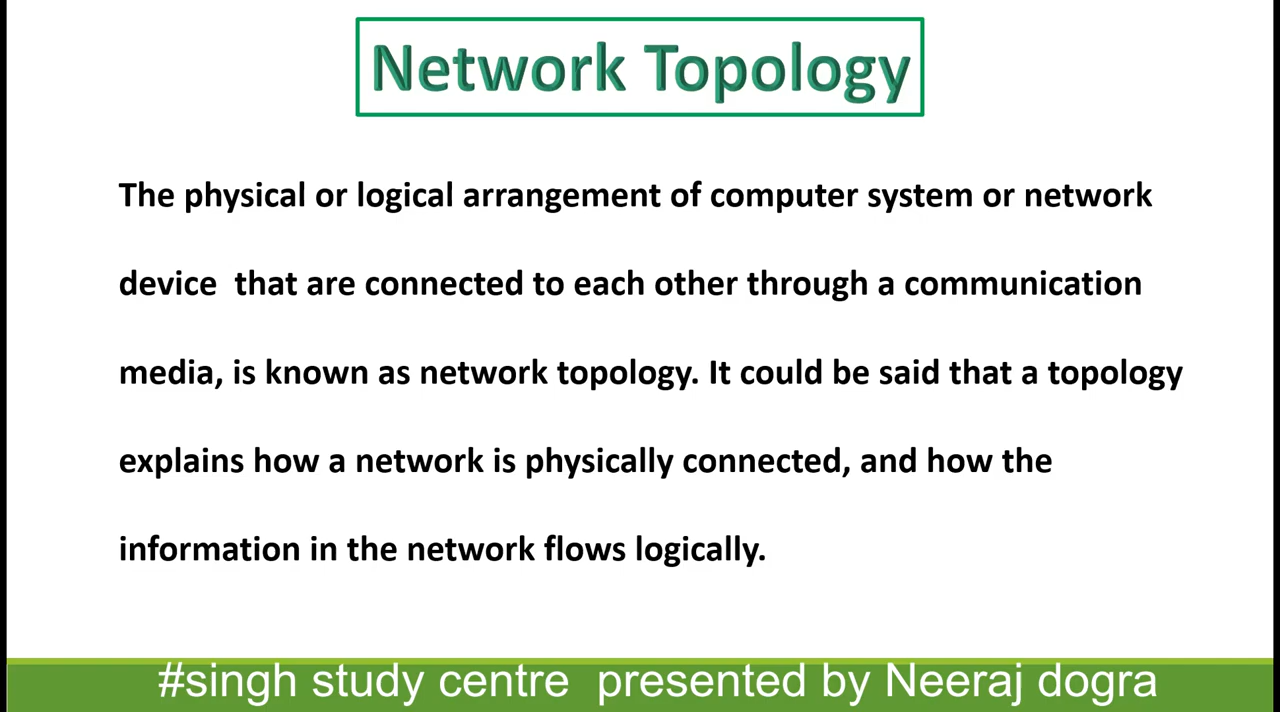 Network Topology
The physical or logical arrangement of computer system or network
device  that are connected to each other through a communication
media, is known as network topology. It could be said that a topology
explains how a network is physically connected, and how the
information in the network flows logically.
#singh study centre  presented by Neeraj dogra